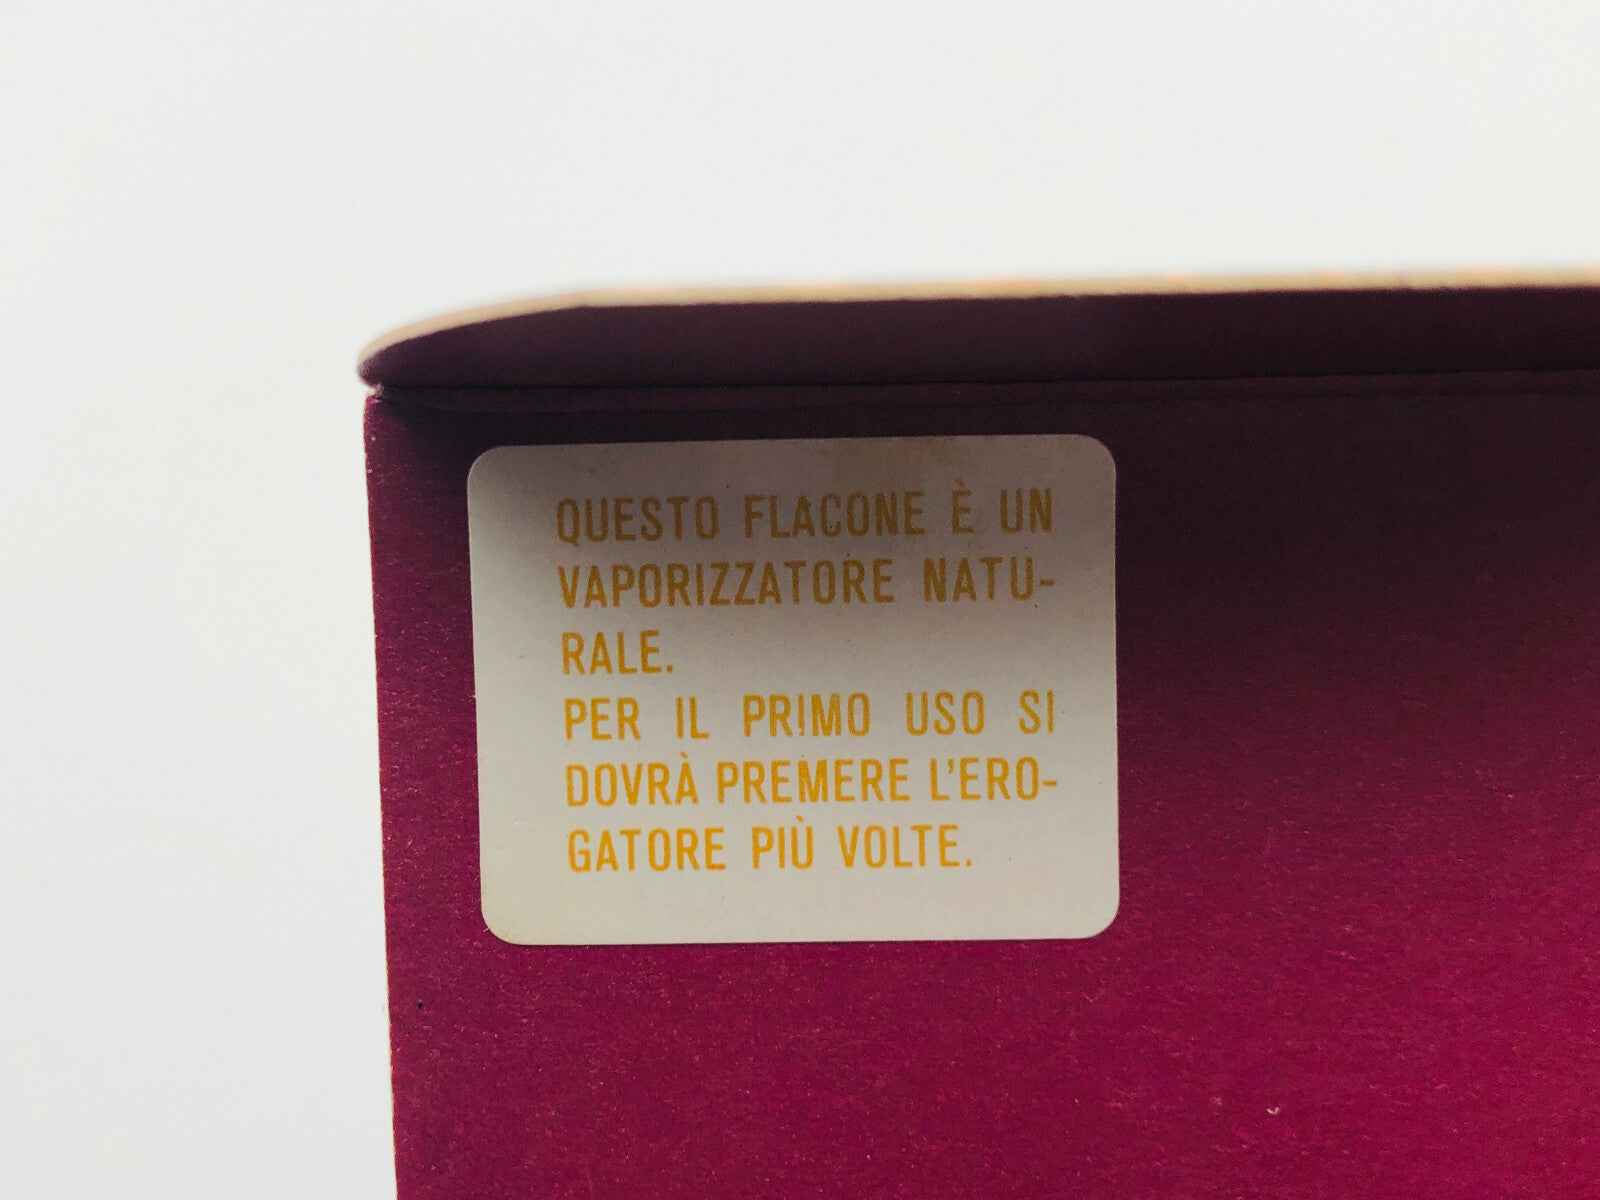 QUESTO FLACONE È UN
VAPORIZZATORE NATU-
RALE.
PER IL PRIMO USO SI
DOVRÀ PREMERE L'ERO-
GATORE PIÙ VOLTE.